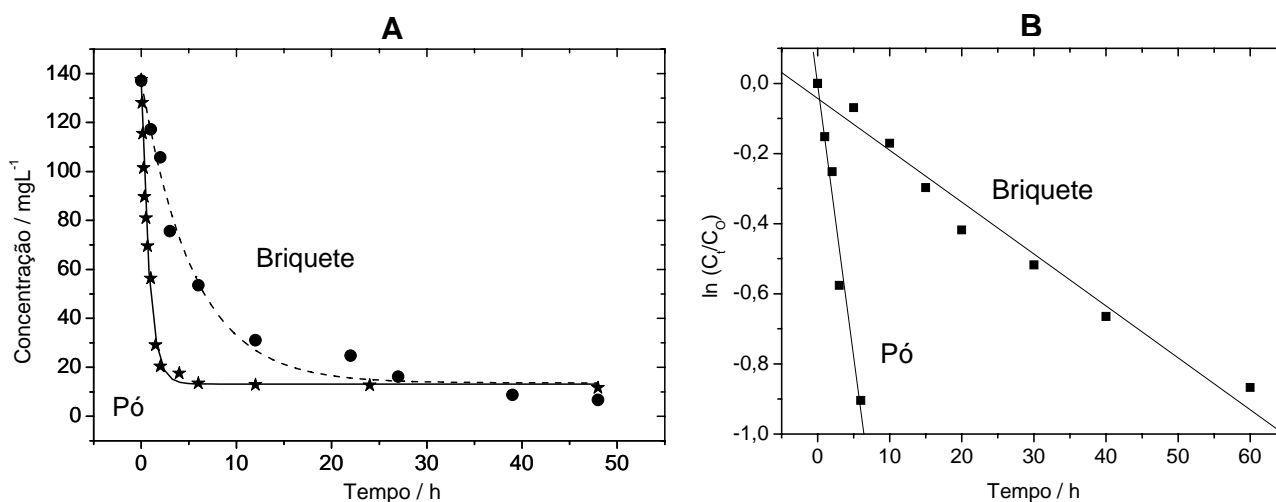 A
Concentração / mgL⁻¹
140
120
100
80
60
40
20
0
Briquete
Pó
0 10 20 30 40 50
Tempo / h
B
ln (Cₜ/C₀)
0,0
-0,2
-0,4
-0,6
-0,8
-1,0
Briquete
Pó
0 10 20 30 40 50 60
Tempo / h